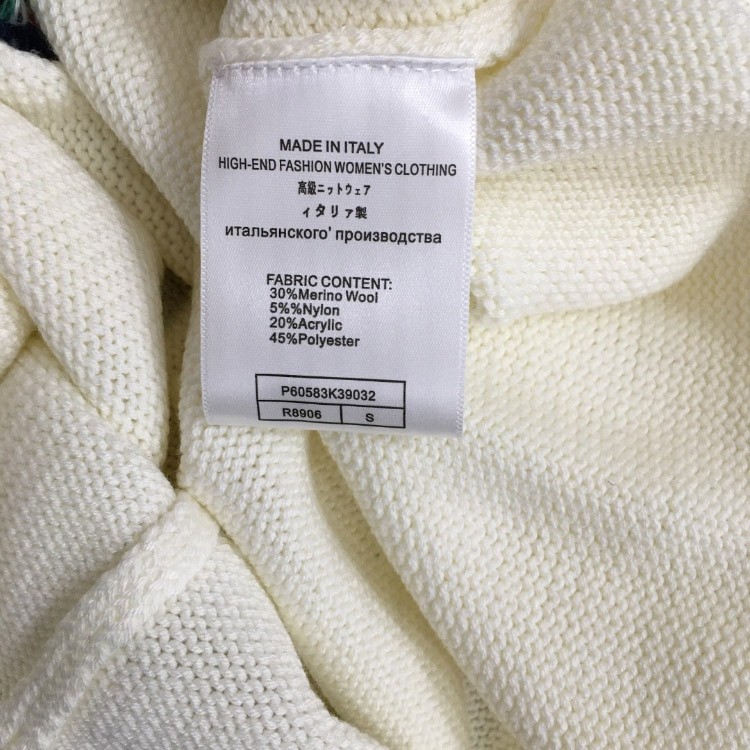 MADE IN ITALY
HIGH-END FASHION WOMEN'S CLOTHING
高級ニットウェア
ィタリァ製
итальянского' производства
FABRIC CONTENT:
30%Merino Wool
5%%Nylon
20%Acrylic
45%Polyester
P60583K39032
R8906 S